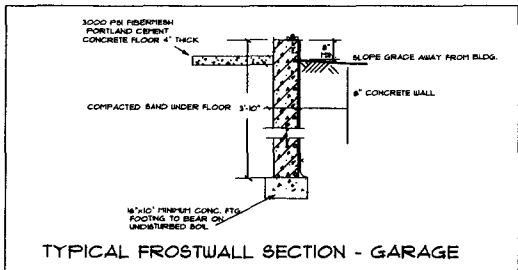 3000 PSI FIBERMESH
PORTLAND CEMENT
CONCRETE FLOOR 4" THICK
8"
MIN
SLOPE GRADE AWAY FROM BLDG.
8" CONCRETE WALL
COMPACTED SAND UNDER FLOOR
3'-10"
16"x10" MINIMUM CONC. FTG
FOOTING TO BEAR ON
UNDISTURBED SOIL
TYPICAL FROSTWALL SECTION - GARAGE